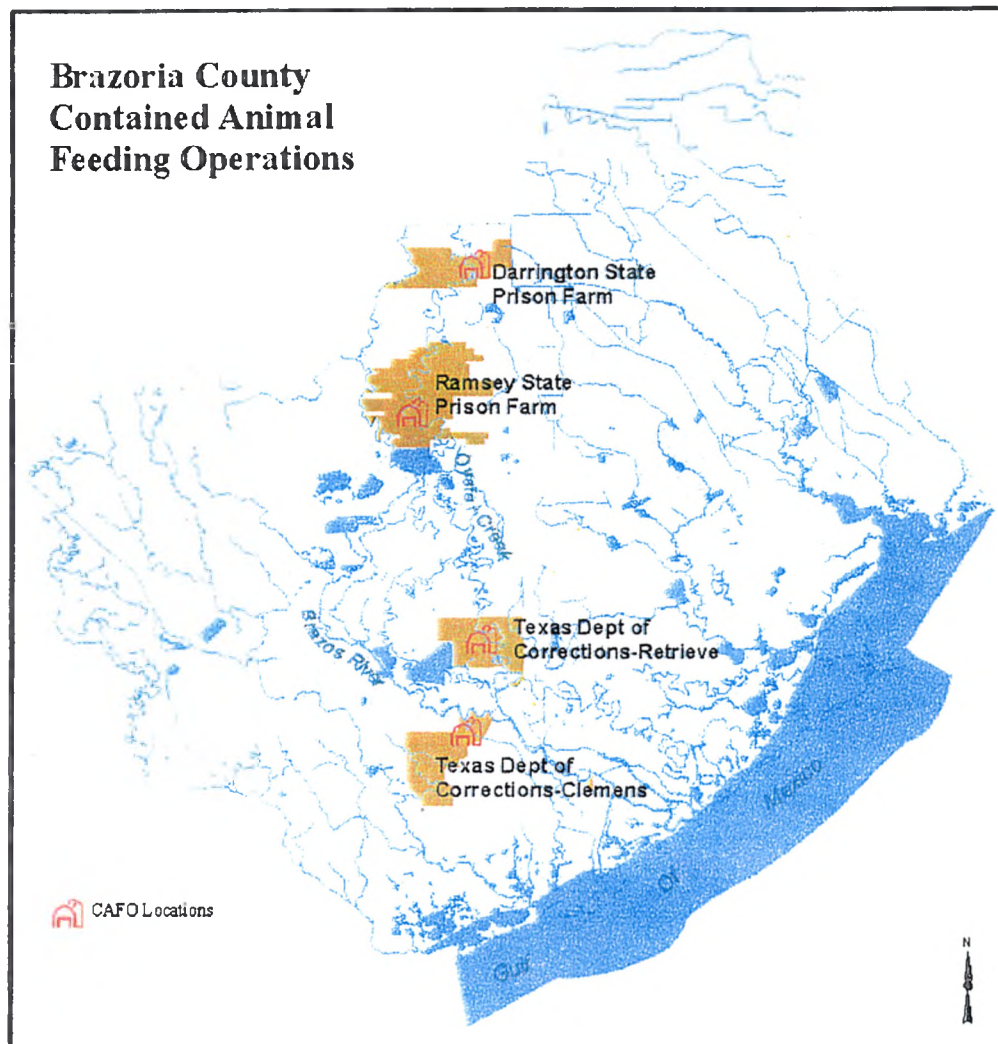 Brazoria County
Contained Animal
Feeding Operations
Darrington State
Prison Farm
Ramsey State
Prison Farm
Creek
Brazos River
Texas Dept of
Corrections-Retrieve
Texas Dept of
Corrections-Clemens
Gulf Of Mexico
CAFO Locations
N